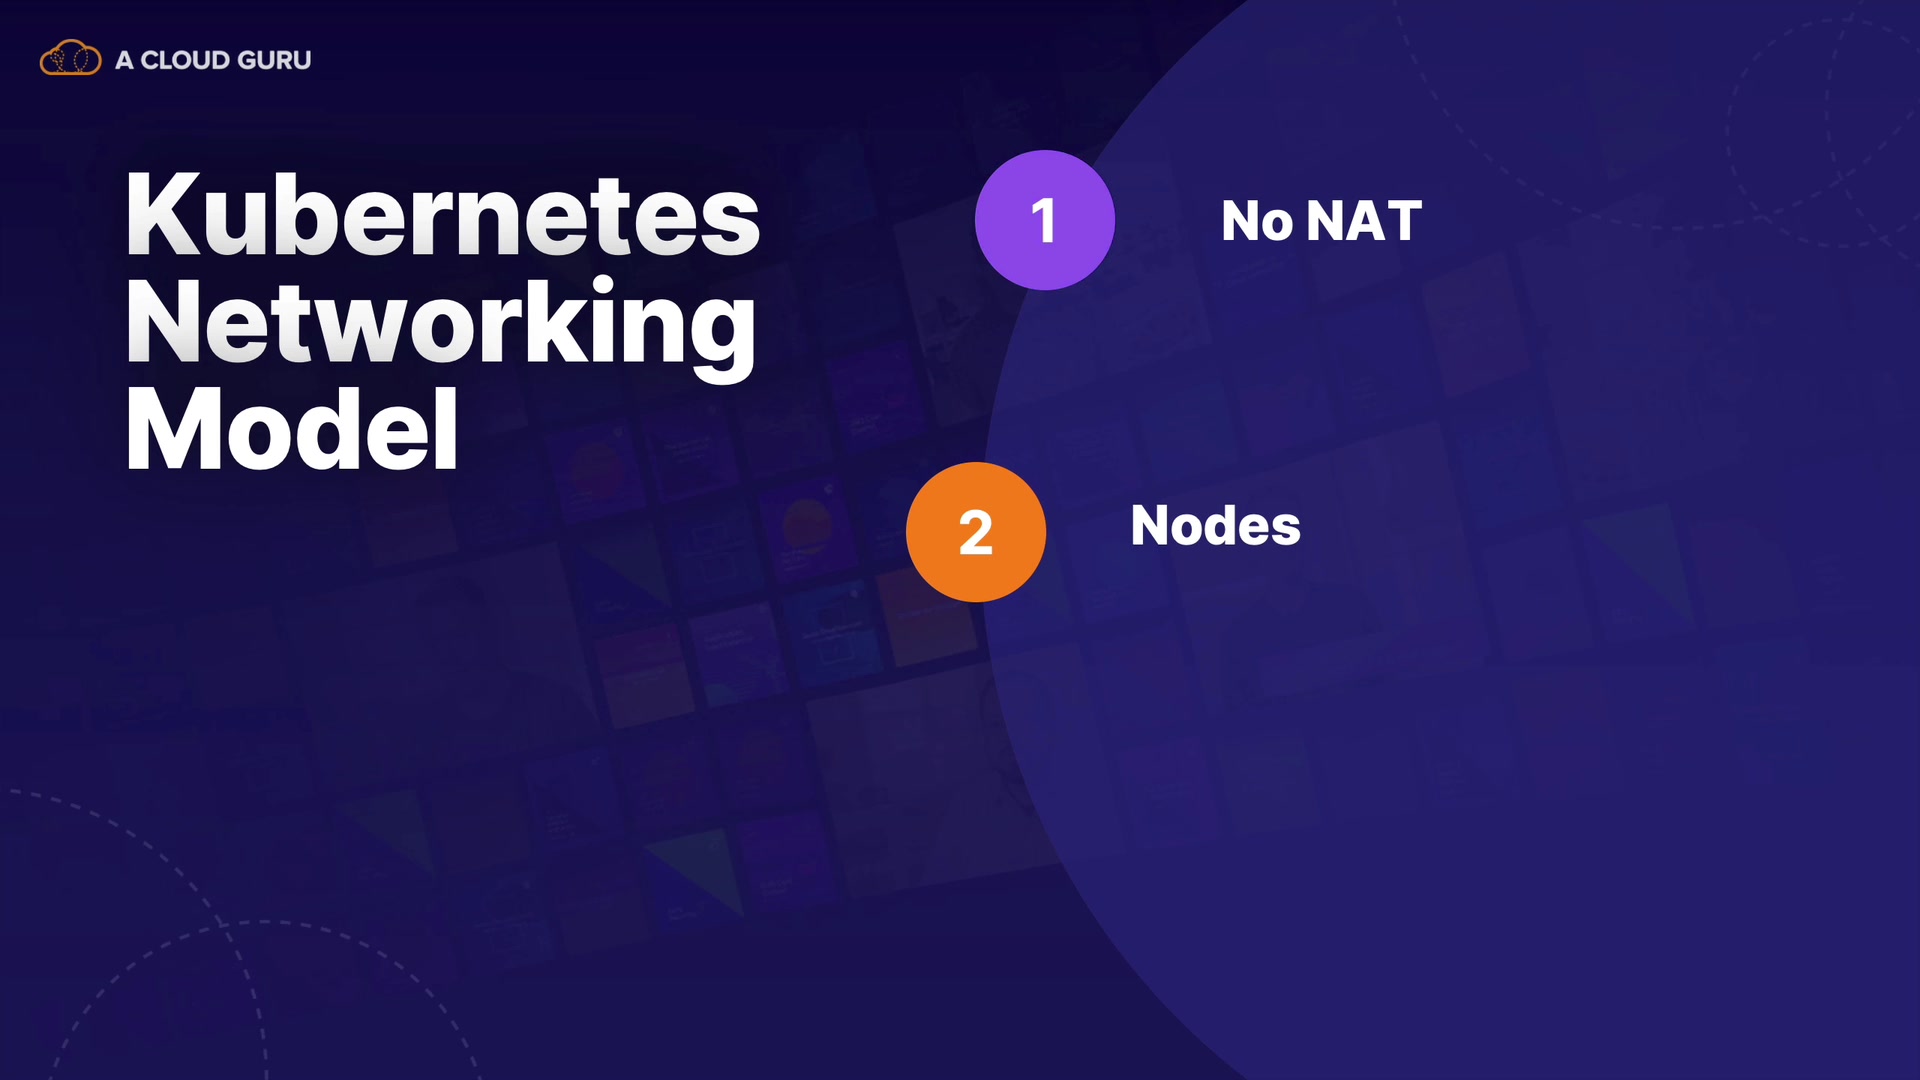 A CLOUD GURU
Kubernetes
Networking
Model
1
No NAT
2
Nodes